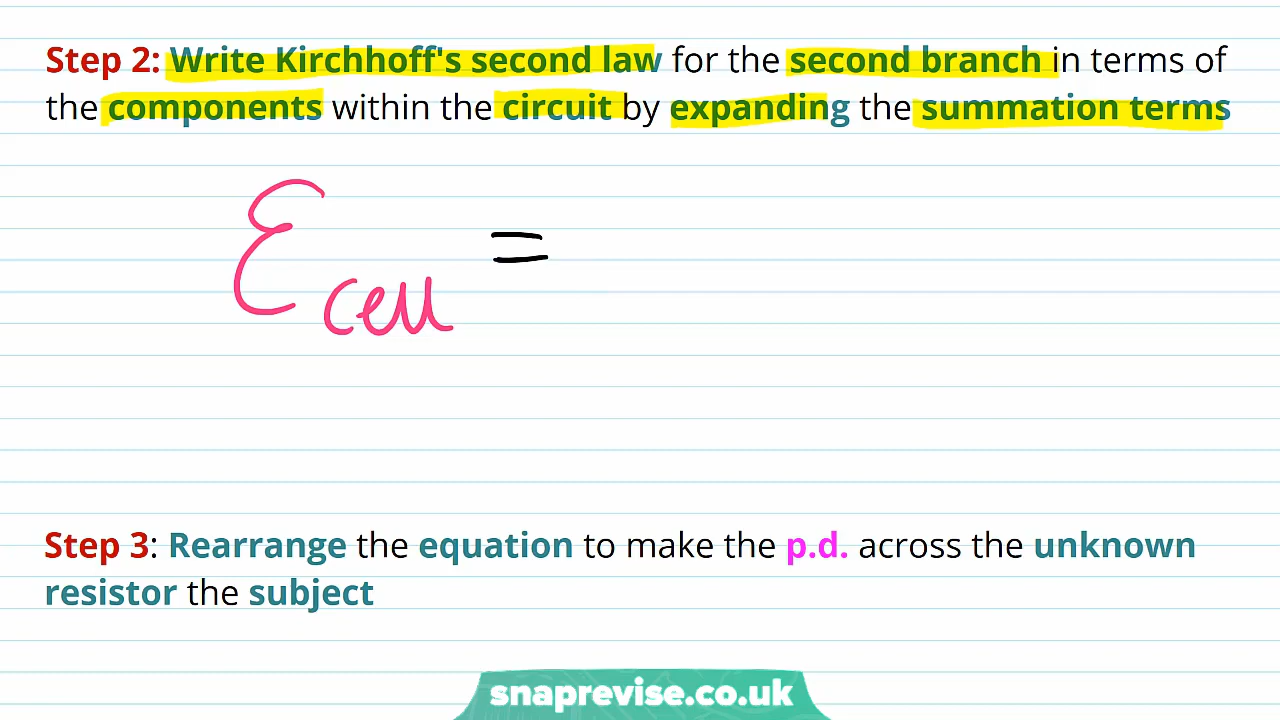 Step 2: Write Kirchhoff's second law for the second branch in terms of
the components within the circuit by expanding the summation terms
Ɛcell =
Step 3: Rearrange the equation to make the p.d. across the unknown
resistor the subject
snaprevise.co.uk